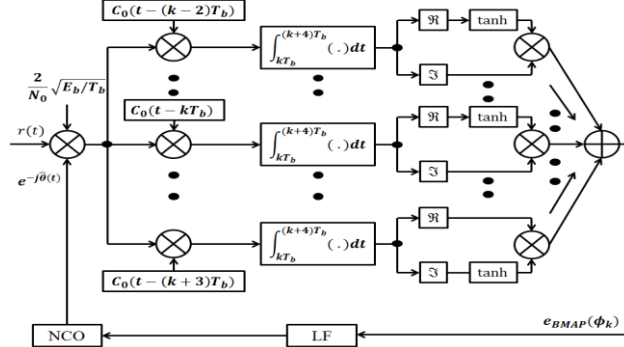 C₀(t − (k − 2)T_b)
∫_{kT_b}^{(k+4)T_b} (.)dt
ℜ
tanh
ℑ
2/N₀ √(E_b/T_b)
r(t)
e^{−jθ̂(t)}
C₀(t − kT_b)
∫_{kT_b}^{(k+4)T_b} (.)dt
ℜ
tanh
ℑ
∫_{kT_b}^{(k+4)T_b} (.)dt
ℜ
ℑ
tanh
C₀(t − (k + 3)T_b)
NCO
LF
e_{BMAP}(ϕ_k)